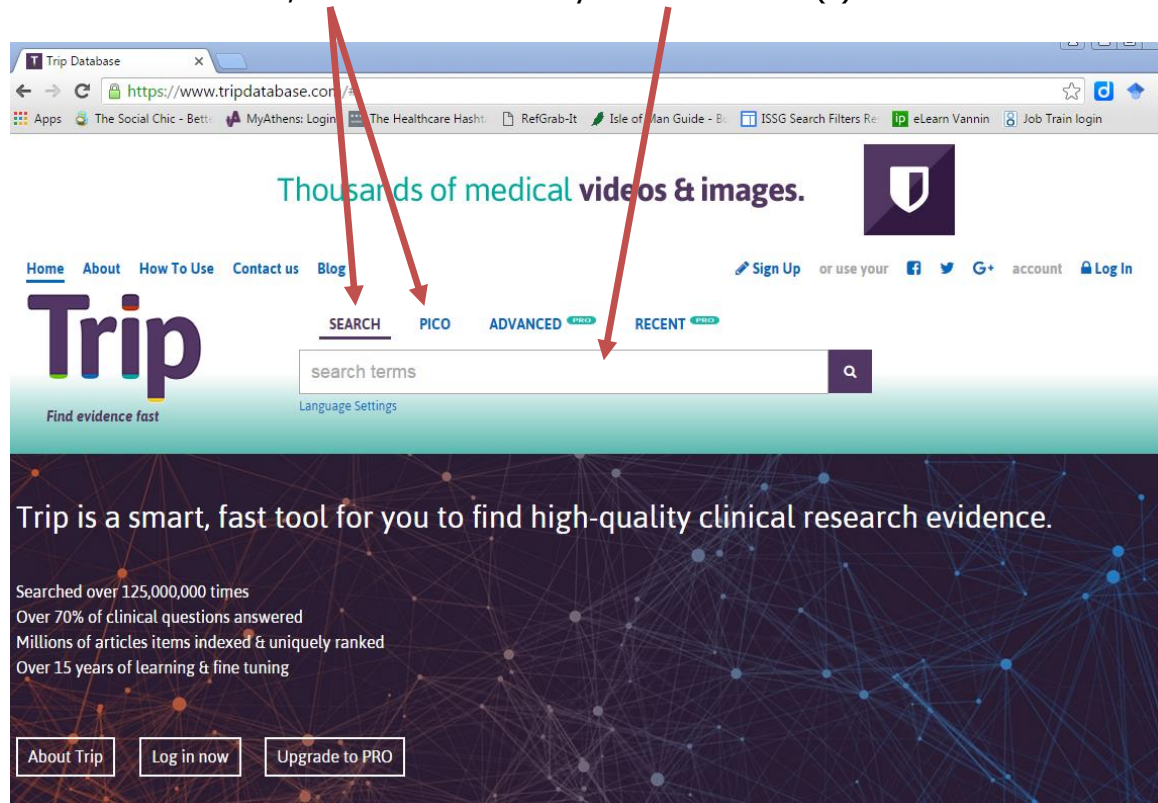 Trip Database
https://www.tripdatabase.com/#
Apps The Social Chic - Bett MyAthens: Login The Healthcare Hasht RefGrab-It Isle of Man Guide - B ISSG Search Filters Re eLearn Vannin Job Train login
Thousands of medical videos & images.
Home About How To Use Contact us Blog Sign Up or use your G+ account Log In
Trip
Find evidence fast
SEARCH PICO ADVANCED PRO RECENT PRO
search terms
Language Settings
Trip is a smart, fast tool for you to find high-quality clinical research evidence.
Searched over 125,000,000 times
Over 70% of clinical questions answered
Millions of articles items indexed & uniquely ranked
Over 15 years of learning & fine tuning
About Trip Log in now Upgrade to PRO